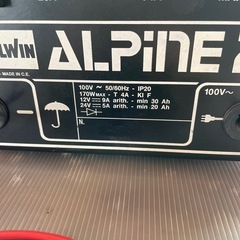 LWIN ALPINE 2
MADE IN C.E.
100V ~ 50/60Hz - IP20
170W MAX - T 4A - KI F
12V ⎓ 9A arith. - min 30 Ah
24V ⎓ 5A arith. - min 20 Ah
100V~
N.